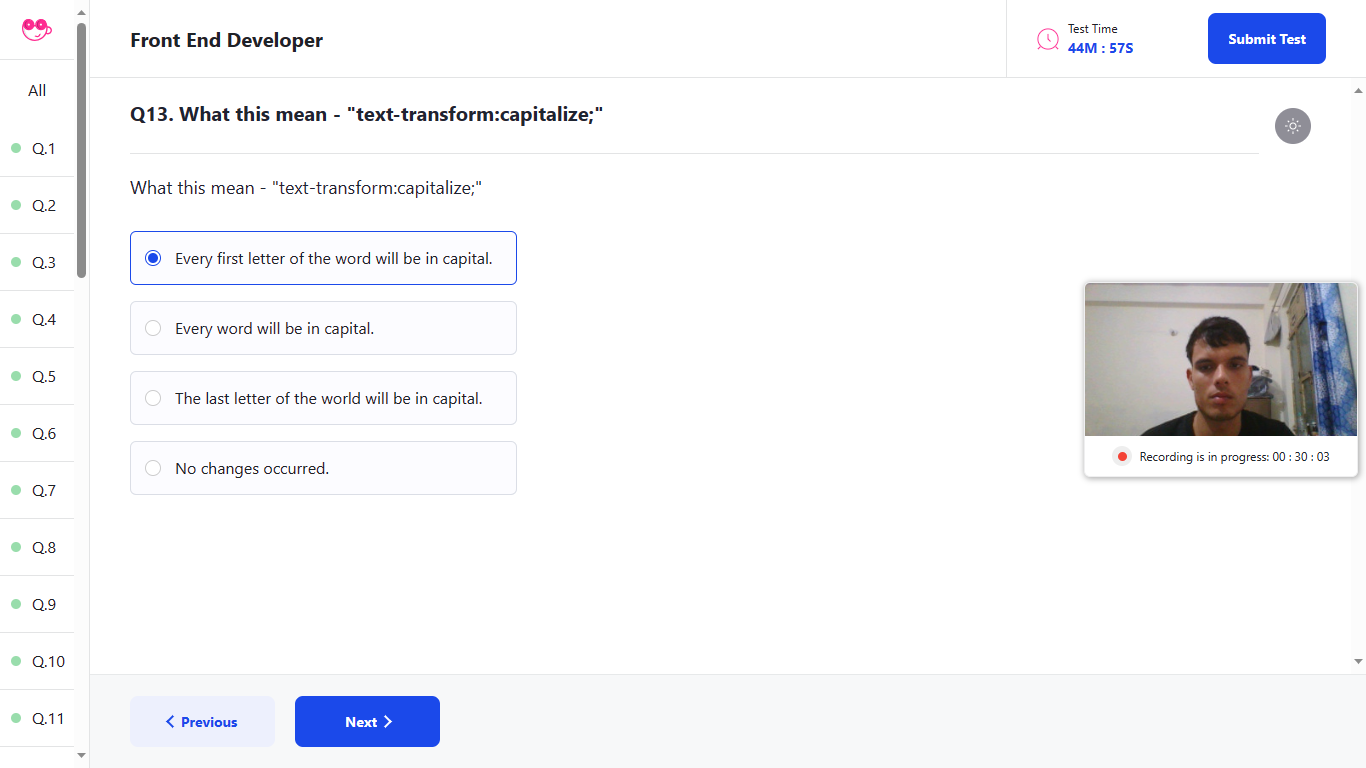 Front End Developer
Test Time
44M : 57S
Submit Test
All
Q.1
Q.2
Q.3
Q.4
Q.5
Q.6
Q.7
Q.8
Q.9
Q.10
Q.11
Q13. What this mean - "text-transform:capitalize;"
What this mean - "text-transform:capitalize;"
Every first letter of the word will be in capital.
Every word will be in capital.
The last letter of the world will be in capital.
No changes occurred.
Recording is in progress: 00 : 30 : 03
Previous
Next